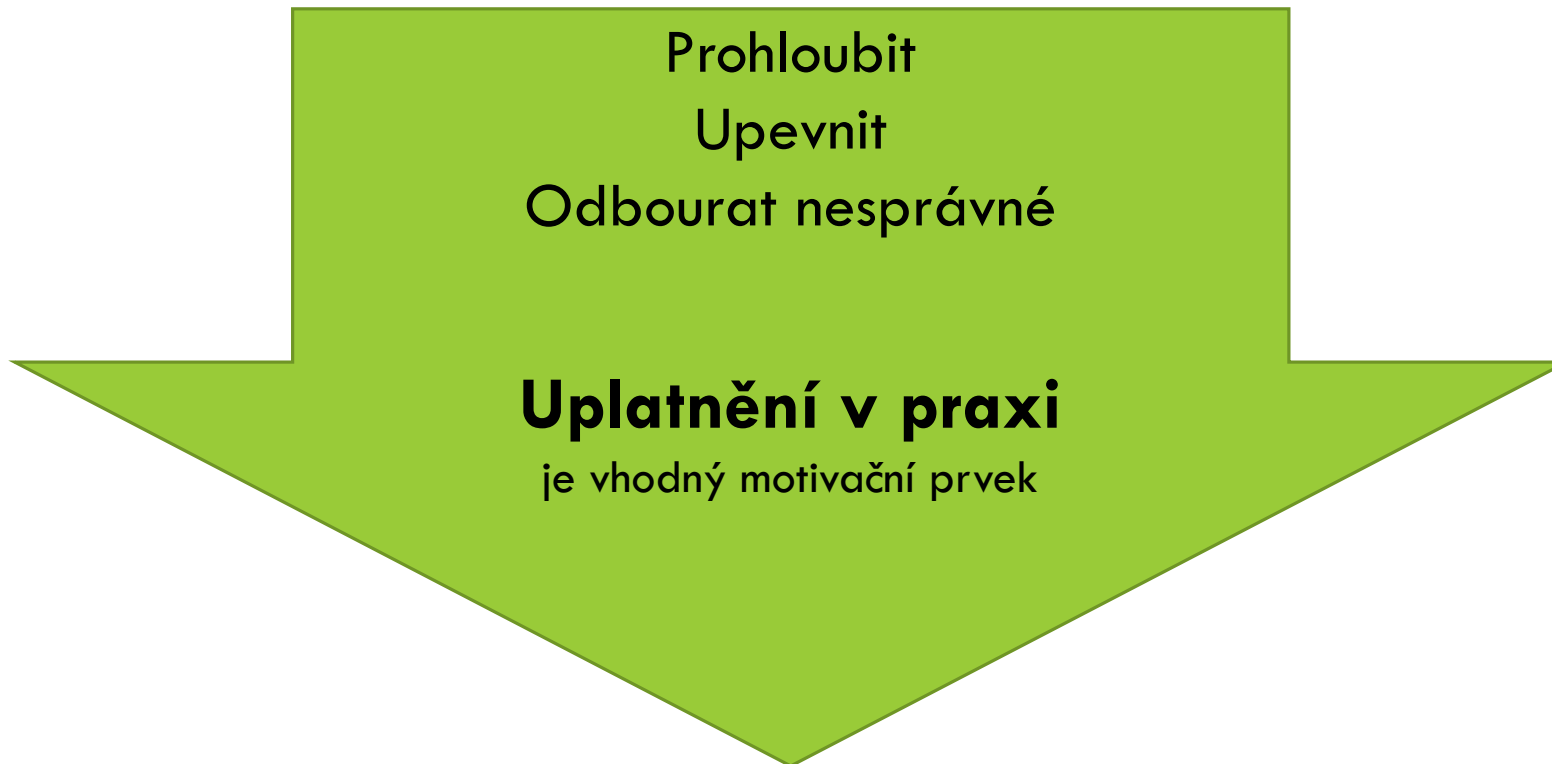 Prohloubit
Upevnit
Odbourat nesprávné
Uplatnění v praxi
je vhodný motivační prvek